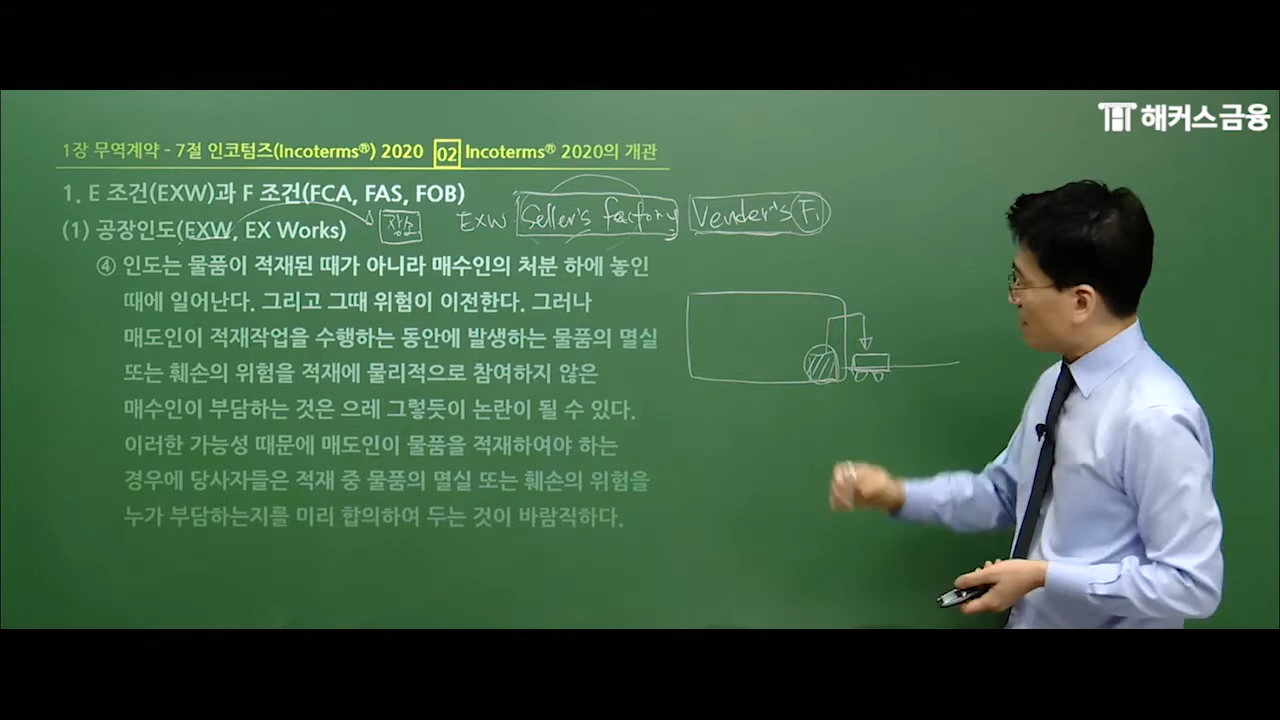 해커스금융
1장 무역계약 - 7절 인코텀즈(Incoterms®) 2020 02 Incoterms® 2020의 개관
1. E 조건(EXW)과 F 조건(FCA, FAS, FOB)
(1) 공장인도(EXW, EX Works) 장소 EXW Seller's factory Vender's F,
④ 인도는 물품이 적재된 때가 아니라 매수인의 처분 하에 놓인
때에 일어난다. 그리고 그때 위험이 이전한다. 그러나
매도인이 적재작업을 수행하는 동안에 발생하는 물품의 멸실
또는 훼손의 위험을 적재에 물리적으로 참여하지 않은
매수인이 부담하는 것은 으레 그렇듯이 논란이 될 수 있다.
이러한 가능성 때문에 매도인이 물품을 적재하여야 하는
경우에 당사자들은 적재 중 물품의 멸실 또는 훼손의 위험을
누가 부담하는지를 미리 합의하여 두는 것이 바람직하다.